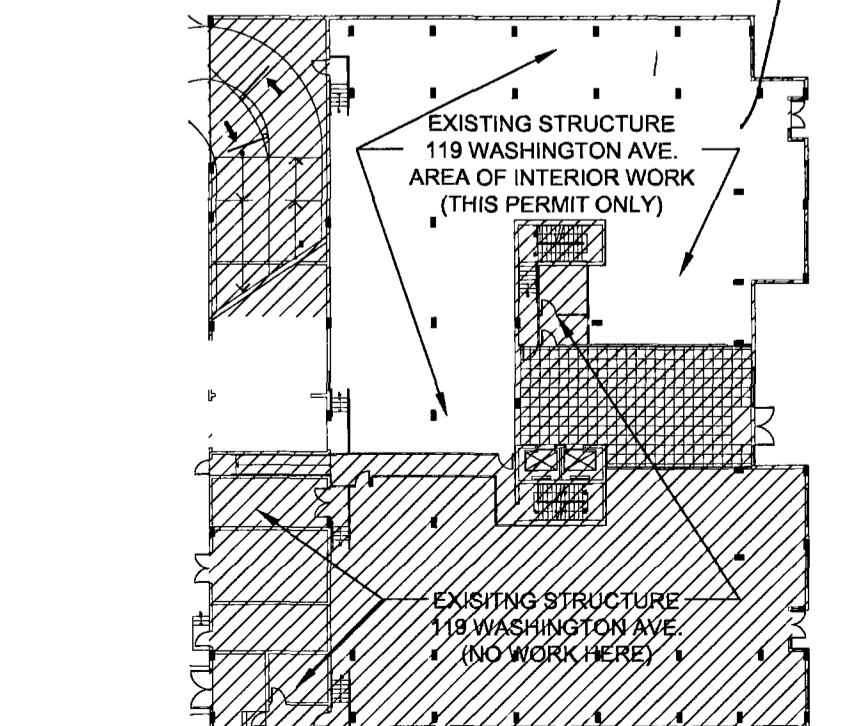 EXISTING STRUCTURE
119 WASHINGTON AVE.
AREA OF INTERIOR WORK
(THIS PERMIT ONLY)
EXISITNG STRUCTURE
119 WASHINGTON AVE.
(NO WORK HERE)